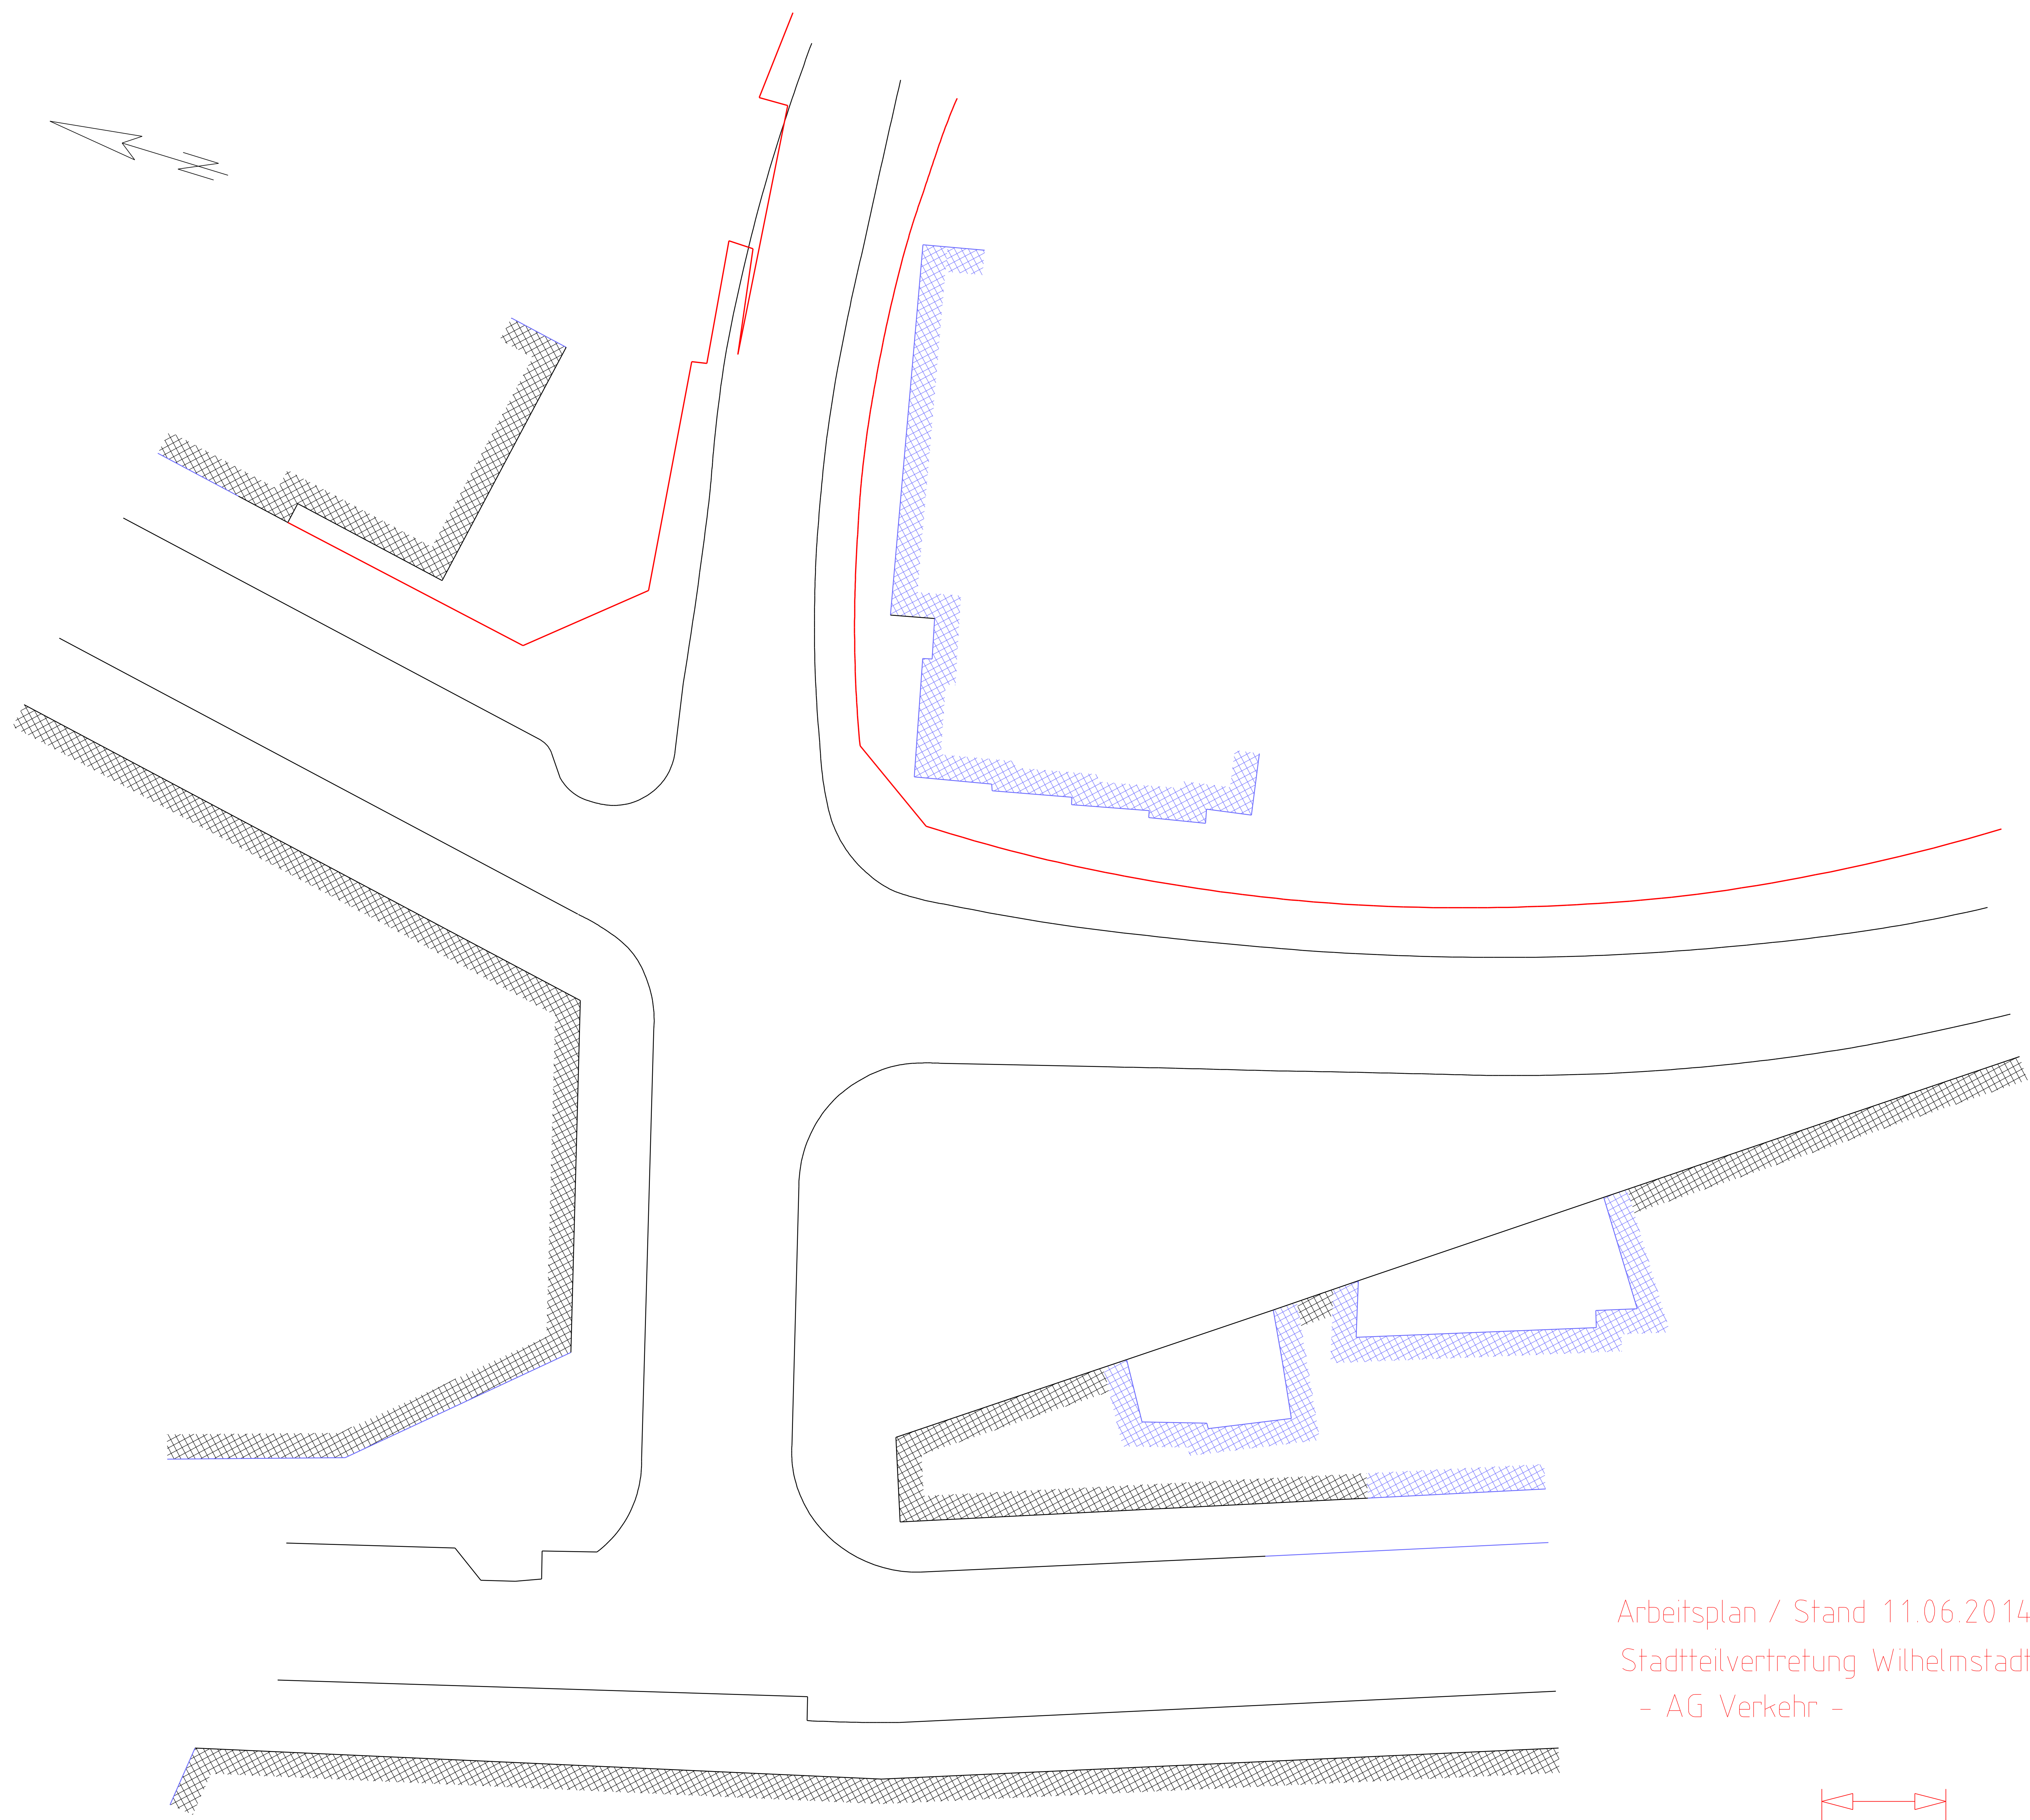 N
Arbeitsplan / Stand 11.06.2014
Stadtteilvertretung Wilhelmstadt
- AG Verkehr -